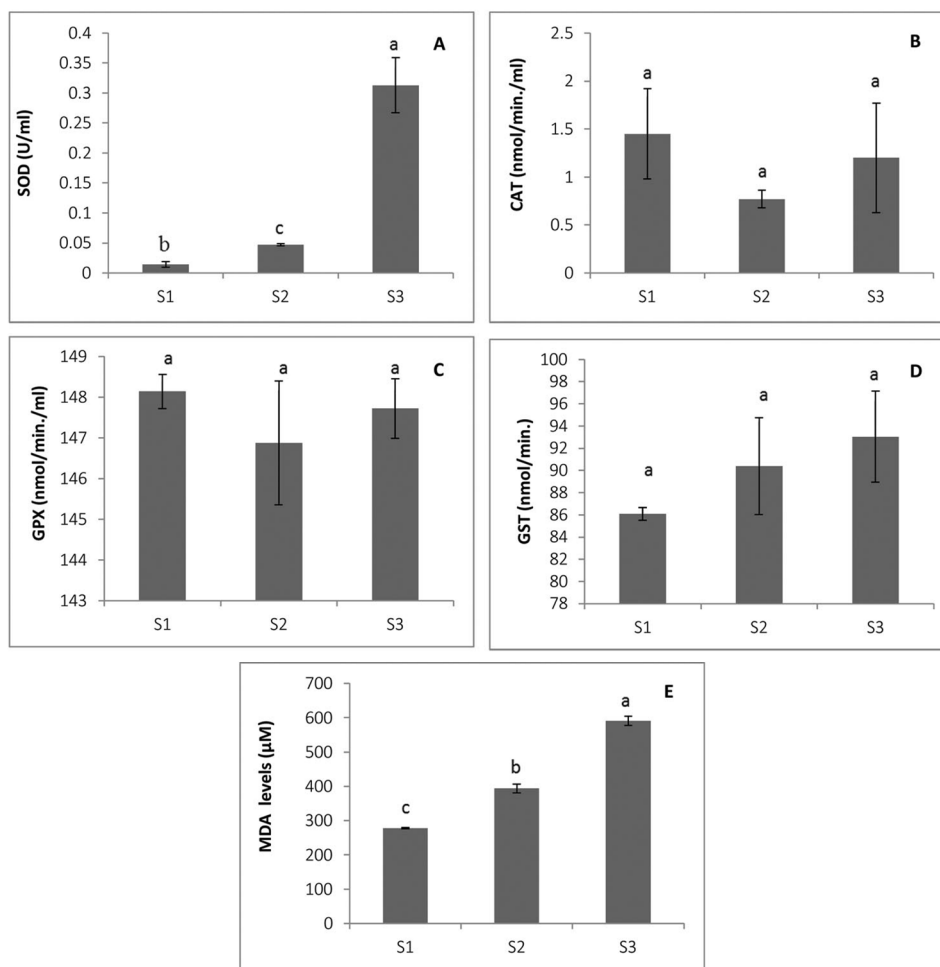 A
SOD (U/ml)
0.4
0.35
0.3
0.25
0.2
0.15
0.1
0.05
0
b
c
a
S1 S2 S3
B
CAT (nmol/min./ml)
2.5
2
1.5
1
0.5
0
a
a
a
S1 S2 S3
C
GPX (nmol/min./ml)
149
148
147
146
145
144
143
a a a
S1 S2 S3
D
GST (nmol/min.)
100
98
96
94
92
90
88
86
84
82
80
78
a
a
a
S1 S2 S3
E
MDA levels (µM)
700
600
500
400
300
200
100
0
c
b
a
S1 S2 S3